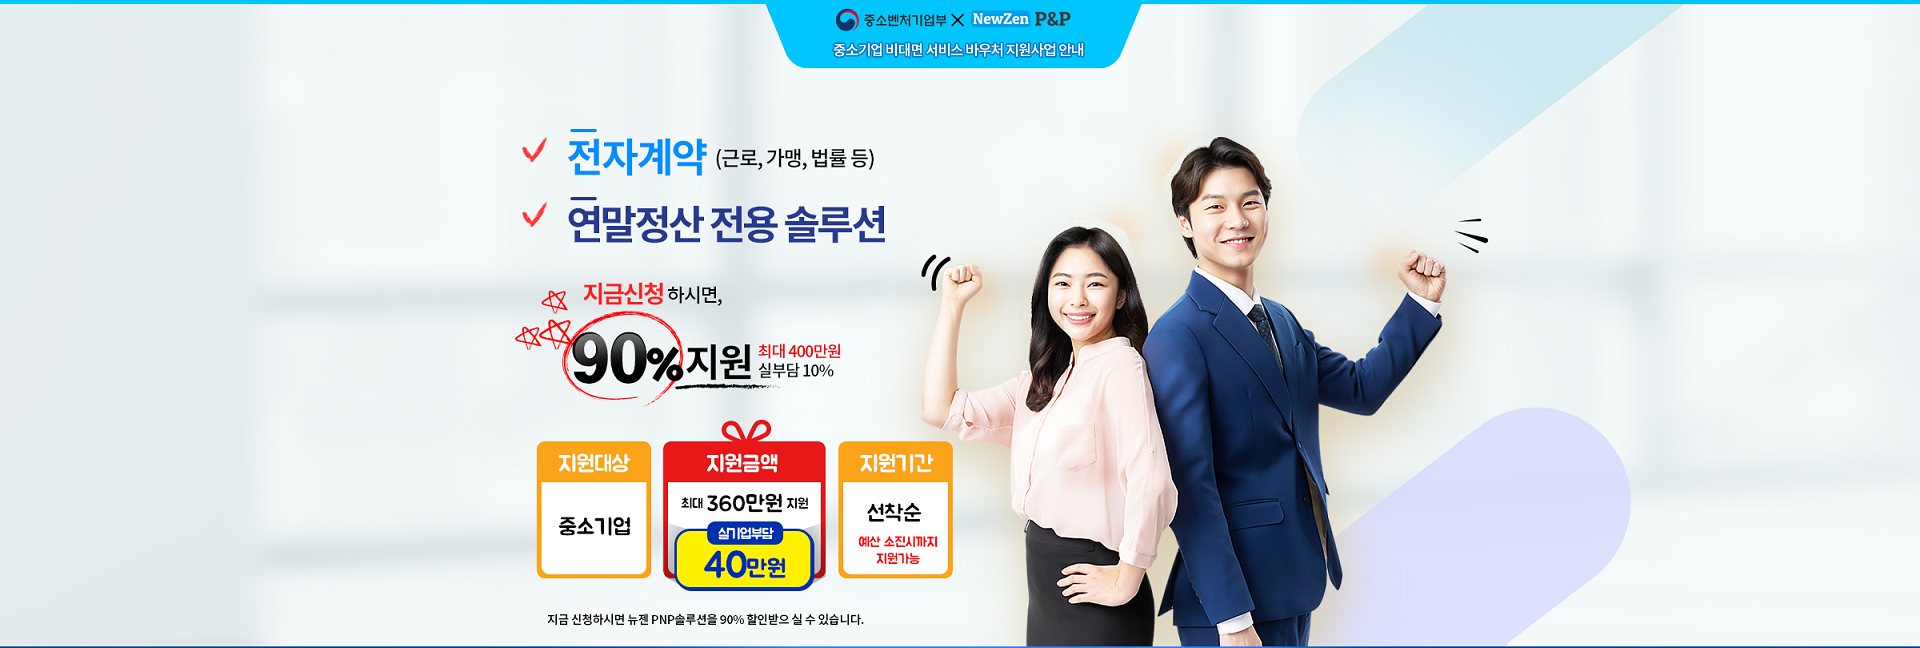 중소벤처기업부 X NewZen P&P
중소기업 비대면 서비스 바우처 지원사업 안내
전자계약 (근로, 가맹, 법률 등)
연말정산 전용 솔루션
지금신청 하시면,
90%지원 최대 400만원
실부담 10%
지원대상
중소기업
지원금액
최대 360만원 지원
실기업부담
40만원
지원기간
선착순
예산 소진시까지
지원가능
지금 신청하시면 뉴젠 PNP솔루션을 90% 할인받으 실 수 있습니다.